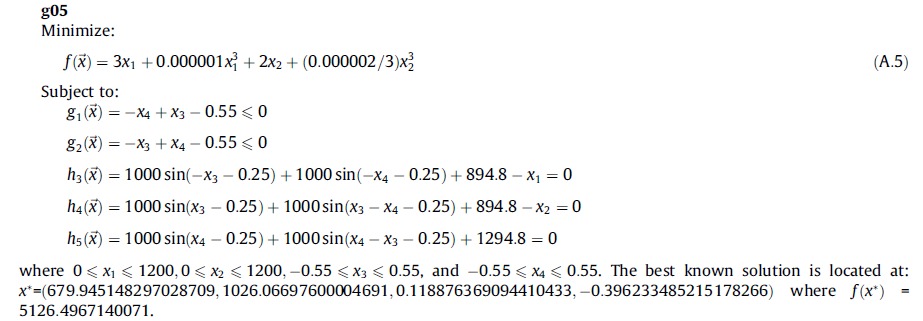 g05
Minimize:
f(x⃗) = 3x₁ + 0.000001x₁³ + 2x₂ + (0.000002/3)x₂³ (A.5)
Subject to:
g₁(x⃗) = −x₄ + x₃ − 0.55 ⩽ 0
g₂(x⃗) = −x₃ + x₄ − 0.55 ⩽ 0
h₃(x⃗) = 1000 sin(−x₃ − 0.25) + 1000 sin(−x₄ − 0.25) + 894.8 − x₁ = 0
h₄(x⃗) = 1000 sin(x₃ − 0.25) + 1000 sin(x₃ − x₄ − 0.25) + 894.8 − x₂ = 0
h₅(x⃗) = 1000 sin(x₄ − 0.25) + 1000 sin(x₄ − x₃ − 0.25) + 1294.8 = 0
where 0 ⩽ x₁ ⩽ 1200, 0 ⩽ x₂ ⩽ 1200, −0.55 ⩽ x₃ ⩽ 0.55, and −0.55 ⩽ x₄ ⩽ 0.55. The best known solution is located at:
x*=(679.945148297028709, 1026.06697600004691, 0.118876369094410433, −0.396233485215178266) where f(x*) =
5126.4967140071.